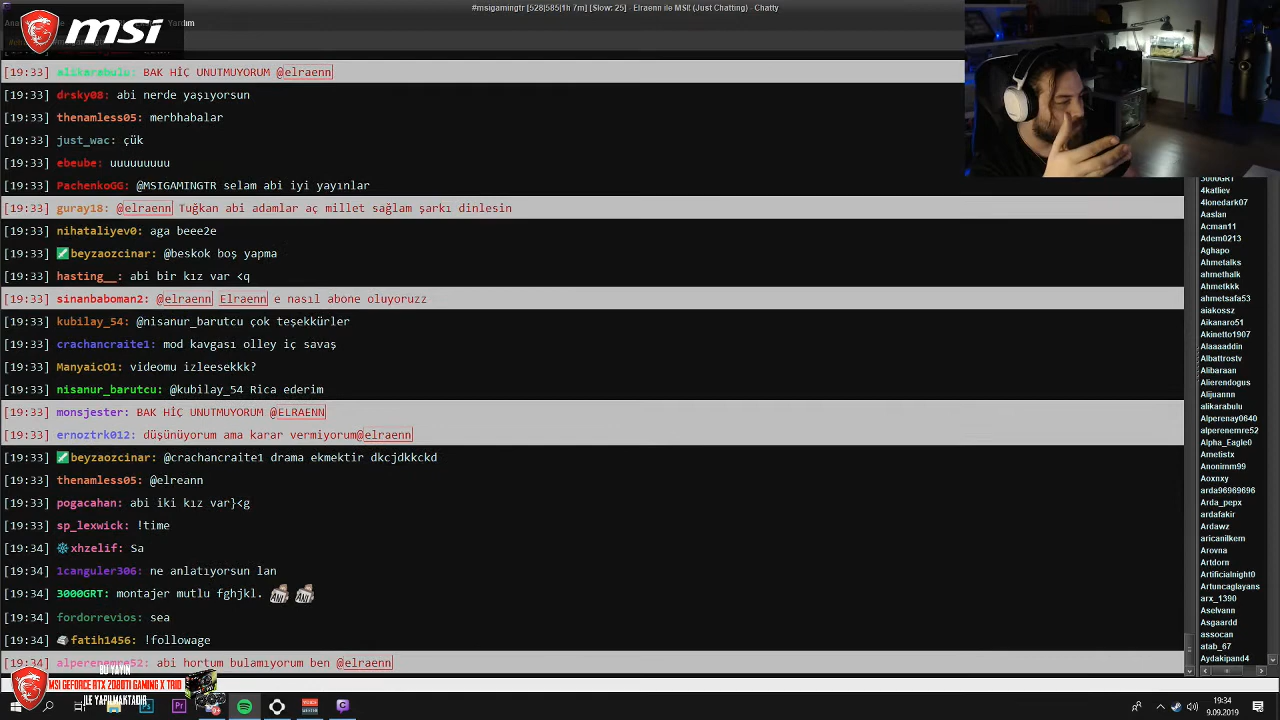 #msigamingtr [528|585|1h 7m] [Slow: 25] - Elraenn ile MSI! (Just Chatting) - Chatty
msi
Yardım
[19:33] alikarabulu: BAK HİÇ UNUTMUYORUM @elraenn
[19:33] drsky08: abi nerde yaşıyorsun
[19:33] thenamless05: merbhabalar
[19:33] just_wac: çük
[19:33] ebeube: uuuuuuuuu
[19:33] PachenkoGG: @MSIGAMINGTR selam abi iyi yayınlar
[19:33] guray18: @elraenn Tuğkan abi adamlar aç millet sağlam şarkı dinlesin
[19:33] nihataliyev0: aga beee2e
[19:33] beyzaozcinar: @beskok boş yapma
[19:33] hasting__: abi bir kız var <q
[19:33] sinanbaboman2: @elraenn Elraenn e nasıl abone oluyoruzz
[19:33] kubilay_54: @nisanur_barutcu çok teşekkürler
[19:33] crachancraite1: mod kavgası olley iç savaş
[19:33] ManyaicO1: videomu izleesekkk?
[19:33] nisanur_barutcu: @kubilay_54 Rica ederim
[19:33] monsjester: BAK HİÇ UNUTMUYORUM @ELRAENN
[19:33] ernoztrk012: düşünüyorum ama karar vermiyorum@elraenn
[19:33] beyzaozcinar: @crachancraite1 drama ekmektir dkcjdkkckd
[19:33] thenamless05: @elreann
[19:33] pogacahan: abi iki kız var}<g
[19:33] sp_lexwick: !time
[19:34] xhzelif: Sa
[19:34] 1canguler306: ne anlatıyorsun lan
[19:34] 3000GRT: montajer mutlu fghjkl.
[19:34] fordorrevios: sea
[19:34] fatih1456: !followage
[19:34] alperenemre52: abi hortum bulamıyorum ben @elraenn
3000GRT
4katliev
4lonedark07
Aaslan
Acman11
Adem0213
Aghapo
Ahmetalks
ahmethalk
Ahmetkkk
ahmetsafa53
aiakossz
Aikanaro51
Akinetto1907
Alaaaaddin
Albattrostv
Alibaraan
Alierendogus
Alijuannn
alikarabulu
Alperenay0640
alperenemre52
Alpha_Eagle0
Ametistx
Anonimm99
Aoxnxy
arda96969696
Arda_pepx
ardafakir
Ardawz
aricanilkem
Arovna
Artdorn
Artificialnight0
Artuncaglayans
arx_1390
Aselvann
Asgaardd
assocan
atab_67
Aydakipand4
BU YAYIN
MSI GEFORCE RTX 2080TI GAMING X TRIO
İLE YAPILMAKTADIR
19:34
9.09.2019